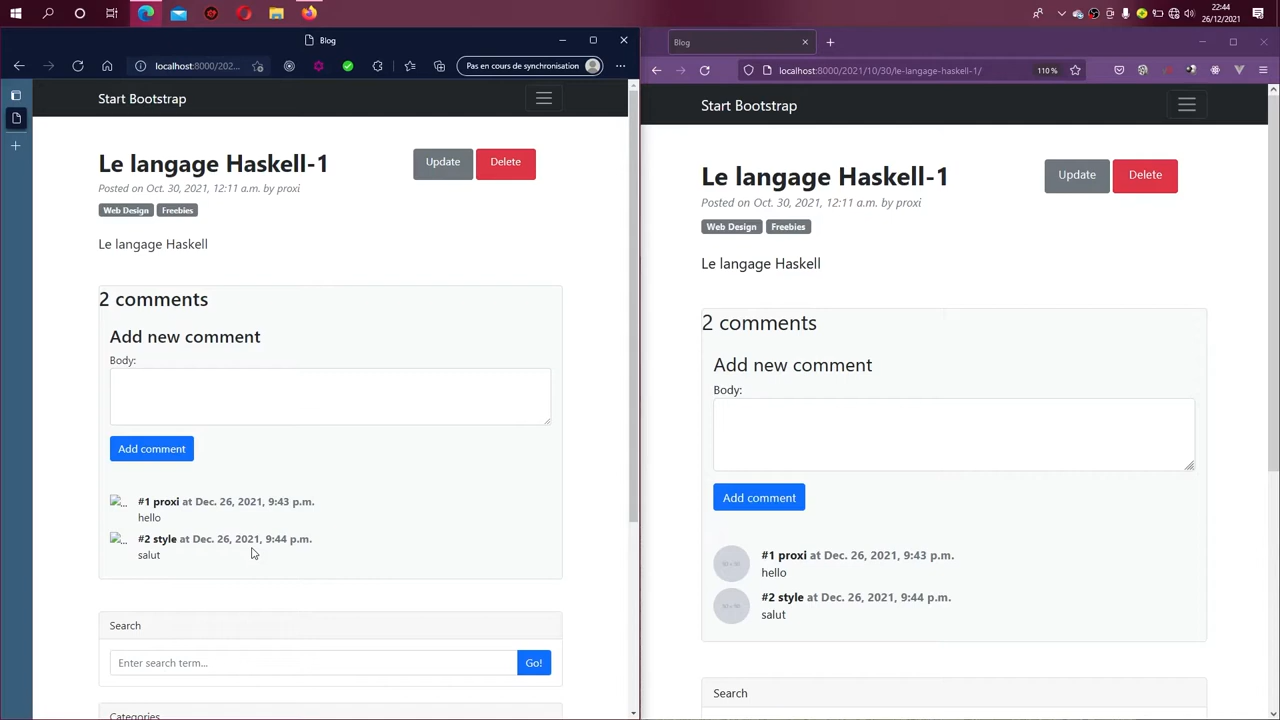 22:44
26/12/2021
Blog
localhost:8000/202...
Pas en cours de synchronisation
Start Bootstrap
Le langage Haskell-1
Update
Delete
Posted on Oct. 30, 2021, 12:11 a.m. by proxi
Web Design
Freebies
Le langage Haskell
2 comments
Add new comment
Body:
Add comment
#1 proxi at Dec. 26, 2021, 9:43 p.m.
hello
#2 style at Dec. 26, 2021, 9:44 p.m.
salut
Search
Enter search term...
Go!
Categories
Blog
localhost:8000/2021/10/30/le-langage-haskell-1/
110 %
Start Bootstrap
Le langage Haskell-1
Update
Delete
Posted on Oct. 30, 2021, 12:11 a.m. by proxi
Web Design
Freebies
Le langage Haskell
2 comments
Add new comment
Body:
Add comment
#1 proxi at Dec. 26, 2021, 9:43 p.m.
hello
#2 style at Dec. 26, 2021, 9:44 p.m.
salut
Search